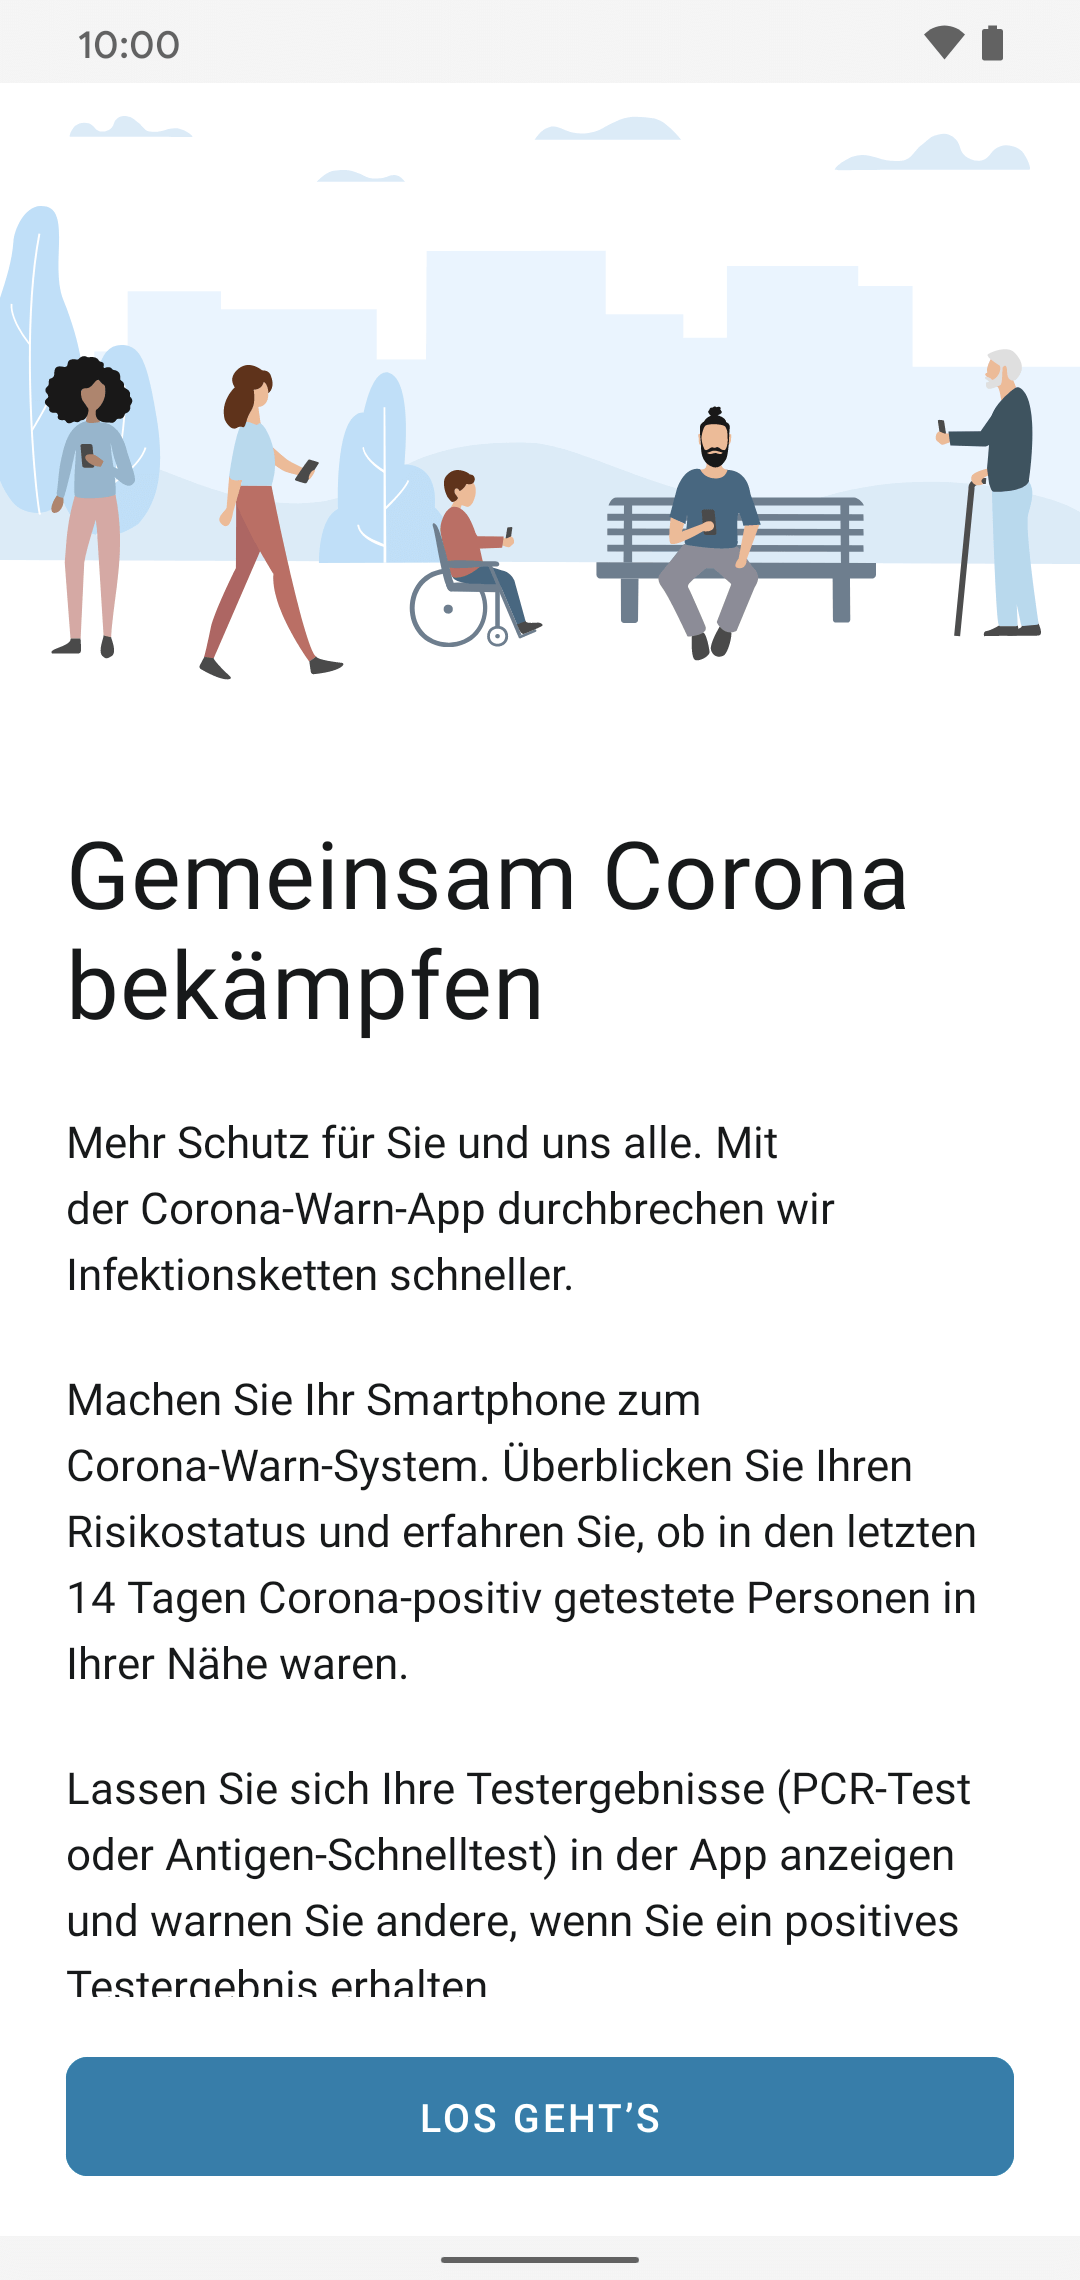 10:00
Gemeinsam Corona
bekämpfen
Mehr Schutz für Sie und uns alle. Mit
der Corona-Warn-App durchbrechen wir
Infektionsketten schneller.
Machen Sie Ihr Smartphone zum
Corona-Warn-System. Überblicken Sie Ihren
Risikostatus und erfahren Sie, ob in den letzten
14 Tagen Corona-positiv getestete Personen in
Ihrer Nähe waren.
Lassen Sie sich Ihre Testergebnisse (PCR-Test
oder Antigen-Schnelltest) in der App anzeigen
und warnen Sie andere, wenn Sie ein positives
Testergebnis erhalten
LOS GEHT’S